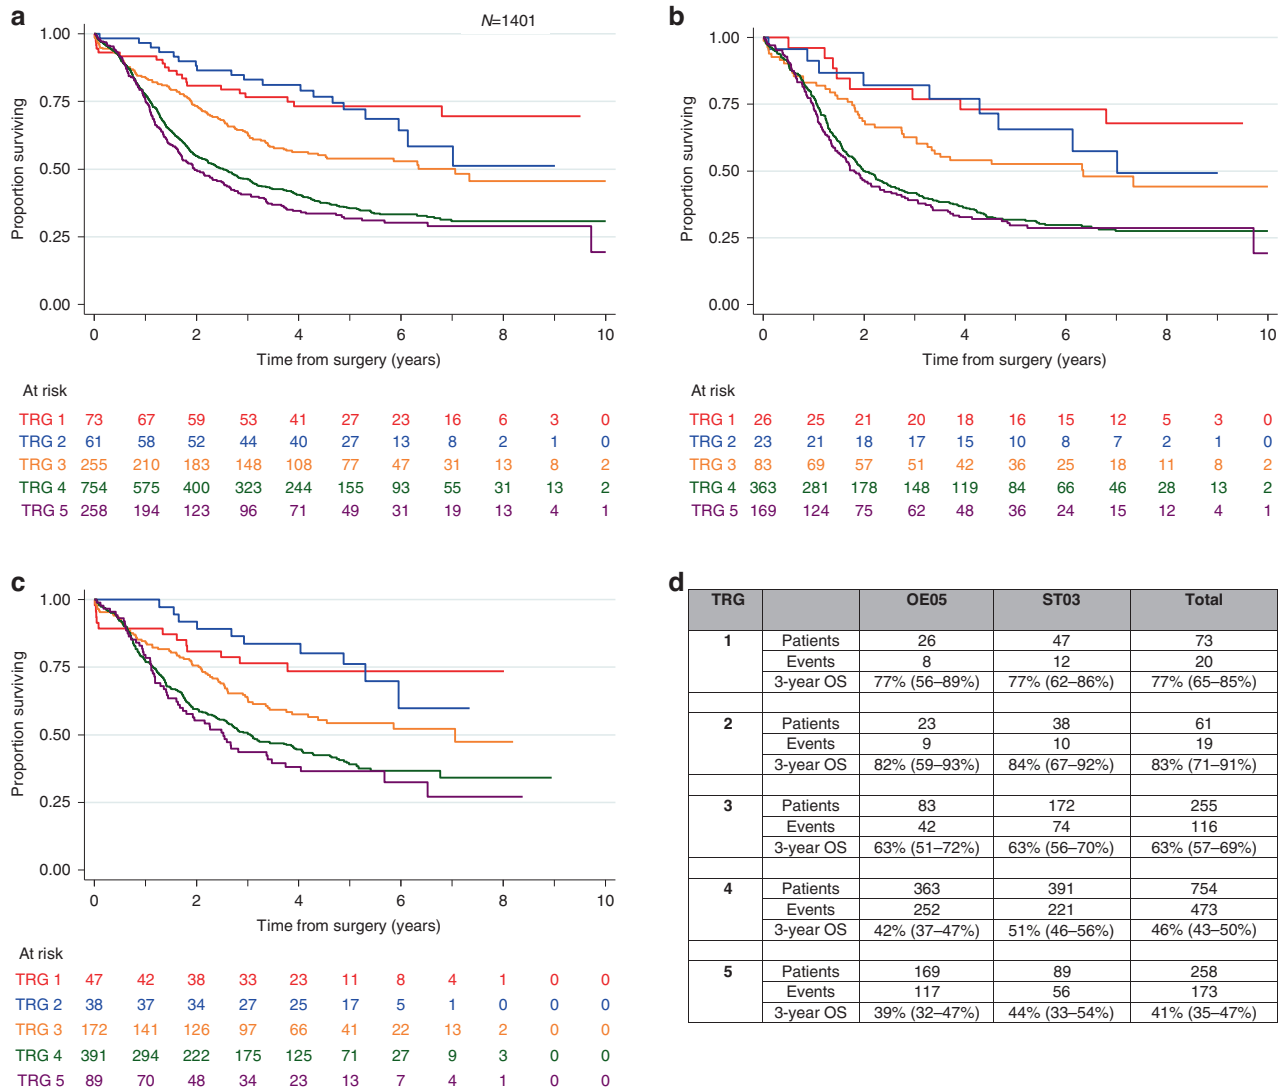 a
N=1401
1.00
0.75
0.50
0.25
0.00
Proportion surviving
0 2 4 6 8 10
Time from surgery (years)
At risk
TRG 1 73 67 59 53 41 27 23 16 6 3 0
TRG 2 61 58 52 44 40 27 13 8 2 1 0
TRG 3 255 210 183 148 108 77 47 31 13 8 2
TRG 4 754 575 400 323 244 155 93 55 31 13 2
TRG 5 258 194 123 96 71 49 31 19 13 4 1
b
1.00
0.75
0.50
0.25
0.00
Proportion surviving
0 2 4 6 8 10
Time from surgery (years)
At risk
TRG 1 26 25 21 20 18 16 15 12 5 3 0
TRG 2 23 21 18 17 15 10 8 7 2 1 0
TRG 3 83 69 57 51 42 36 25 18 11 8 2
TRG 4 363 281 178 148 119 84 66 46 28 13 2
TRG 5 169 124 75 62 48 36 24 15 12 4 1
c
1.00
0.75
0.50
0.25
0.00
Proportion surviving
0 2 4 6 8 10
Time from surgery (years)
At risk
TRG 1 47 42 38 33 23 11 8 4 1 0 0
TRG 2 38 37 34 27 25 17 5 1 0 0 0
TRG 3 172 141 126 97 66 41 22 13 2 0 0
TRG 4 391 294 222 175 125 71 27 9 3 0 0
TRG 5 89 70 48 34 23 13 7 4 1 0 0
d
TRG OE05 ST03 Total
1 Patients 26 47 73
Events 8 12 20
3-year OS 77% (56–89%) 77% (62–86%) 77% (65–85%)
2 Patients 23 38 61
Events 9 10 19
3-year OS 82% (59–93%) 84% (67–92%) 83% (71–91%)
3 Patients 83 172 255
Events 42 74 116
3-year OS 63% (51–72%) 63% (56–70%) 63% (57–69%)
4 Patients 363 391 754
Events 252 221 473
3-year OS 42% (37–47%) 51% (46–56%) 46% (43–50%)
5 Patients 169 89 258
Events 117 56 173
3-year OS 39% (32–47%) 44% (33–54%) 41% (35–47%)